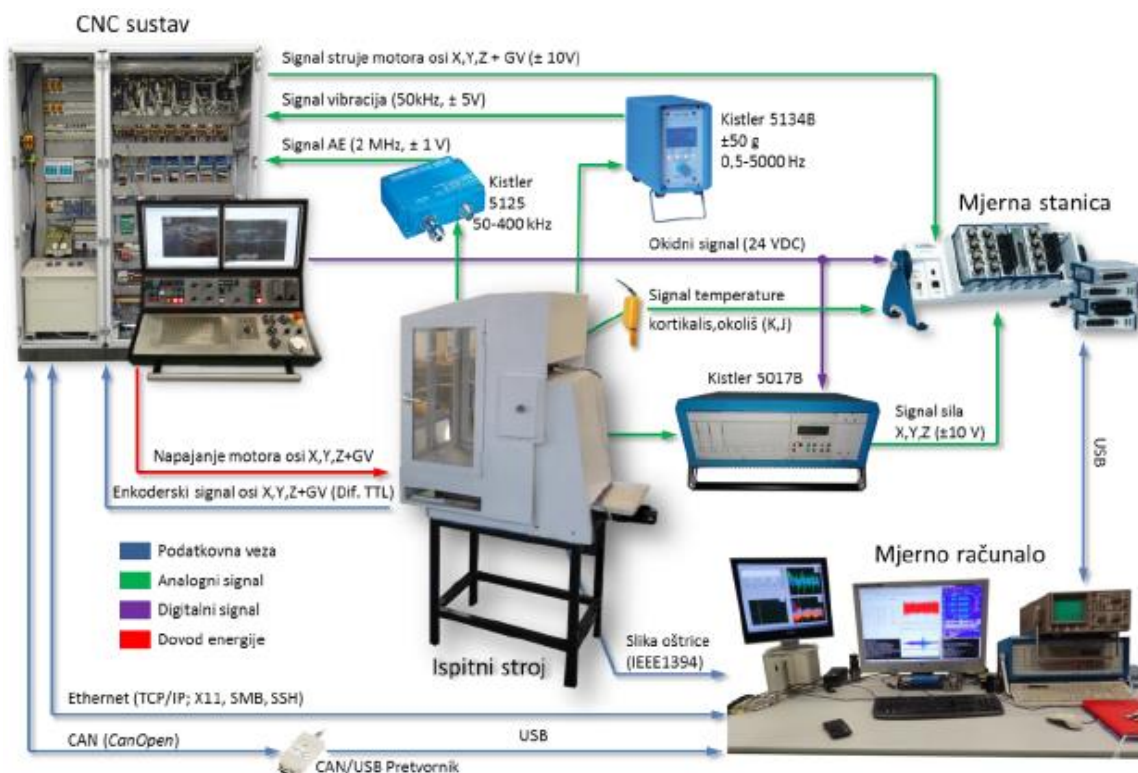 CNC sustav
Signal struje motora osi X,Y,Z + GV (± 10V)
Signal vibracija (50kHz, ± 5V)
Signal AE (2 MHz, ± 1 V)
Kistler 5134B
±50 g
0,5-5000 Hz
Kistler
5125
50-400 kHz
Mjerna stanica
Okidni signal (24 VDC)
Signal temperature
kortikalis,okoliš (K,J)
Kistler 5017B
Signal sila
X,Y,Z (±10 V)
USB
Napajanje motora osi X,Y,Z+GV
Enkoderski signal osi X,Y,Z+GV (Dif. TTL)
Podatkovna veza
Analogni signal
Digitalni signal
Dovod energije
Mjerno računalo
Ispitni stroj
Slika oštrice
(IEEE1394)
Ethernet (TCP/IP; X11, SMB, SSH)
CAN (CanOpen)
USB
CAN/USB Pretvornik